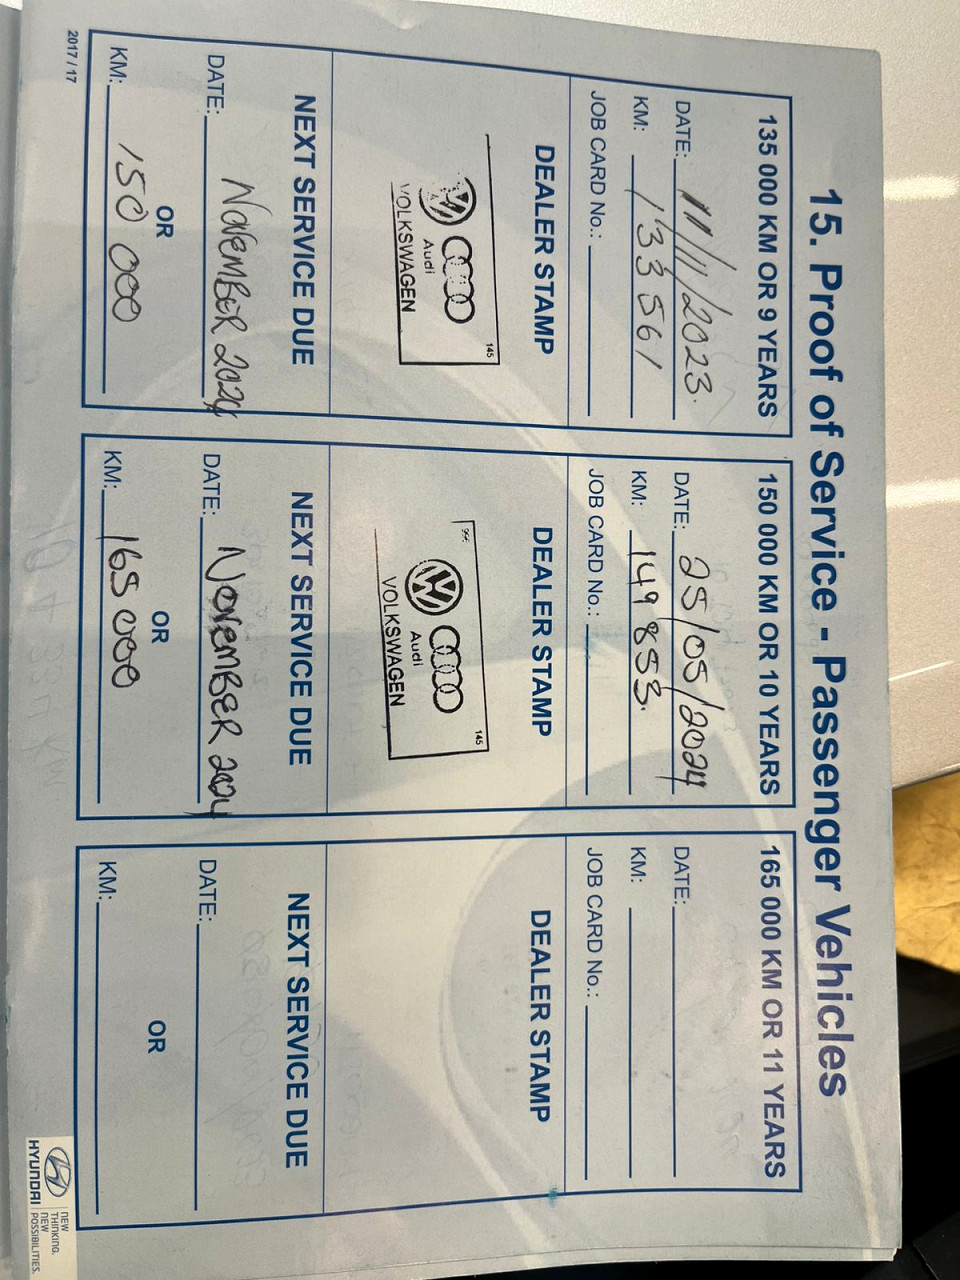 15. Proof of Service - Passenger Vehicles
135 000 KM OR 9 YEARS
DATE: 11/11/2023.
KM: 133 561
JOB CARD No.:
DEALER STAMP
145
Audi
VOLKSWAGEN
NEXT SERVICE DUE
DATE: NOVEMBER 2024
OR
KM: 150 000
150 000 KM OR 10 YEARS
DATE: 25/05/2024
KM: 149 853.
JOB CARD No.:
DEALER STAMP
145
Audi
VOLKSWAGEN
NEXT SERVICE DUE
DATE: NOVEMBER 2024
OR
KM: 165 000
165 000 KM OR 11 YEARS
DATE:
KM:
JOB CARD No.:
DEALER STAMP
NEXT SERVICE DUE
DATE:
OR
KM:
2017/17
HYUNDAI
NEW
THINKING.
NEW
POSSIBILITIES.